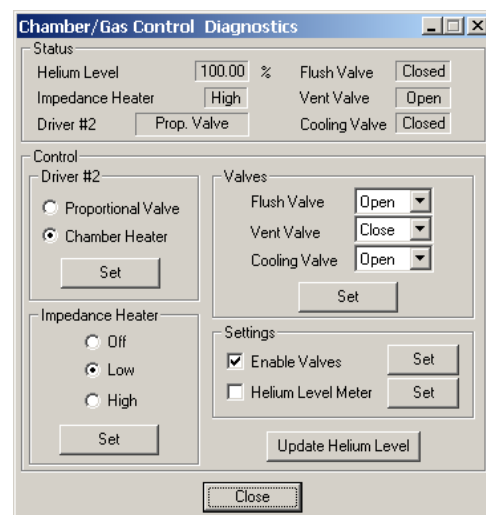 Chamber/Gas Control Diagnostics
Status
Helium Level 100.00 % Flush Valve Closed
Impedance Heater High Vent Valve Open
Driver #2 Prop. Valve Cooling Valve Closed
Control
Driver #2
Proportional Valve
Chamber Heater
Set
Valves
Flush Valve Open
Vent Valve Close
Cooling Valve Open
Set
Impedance Heater
Off
Low
High
Set
Settings
Enable Valves Set
Helium Level Meter Set
Update Helium Level
Close